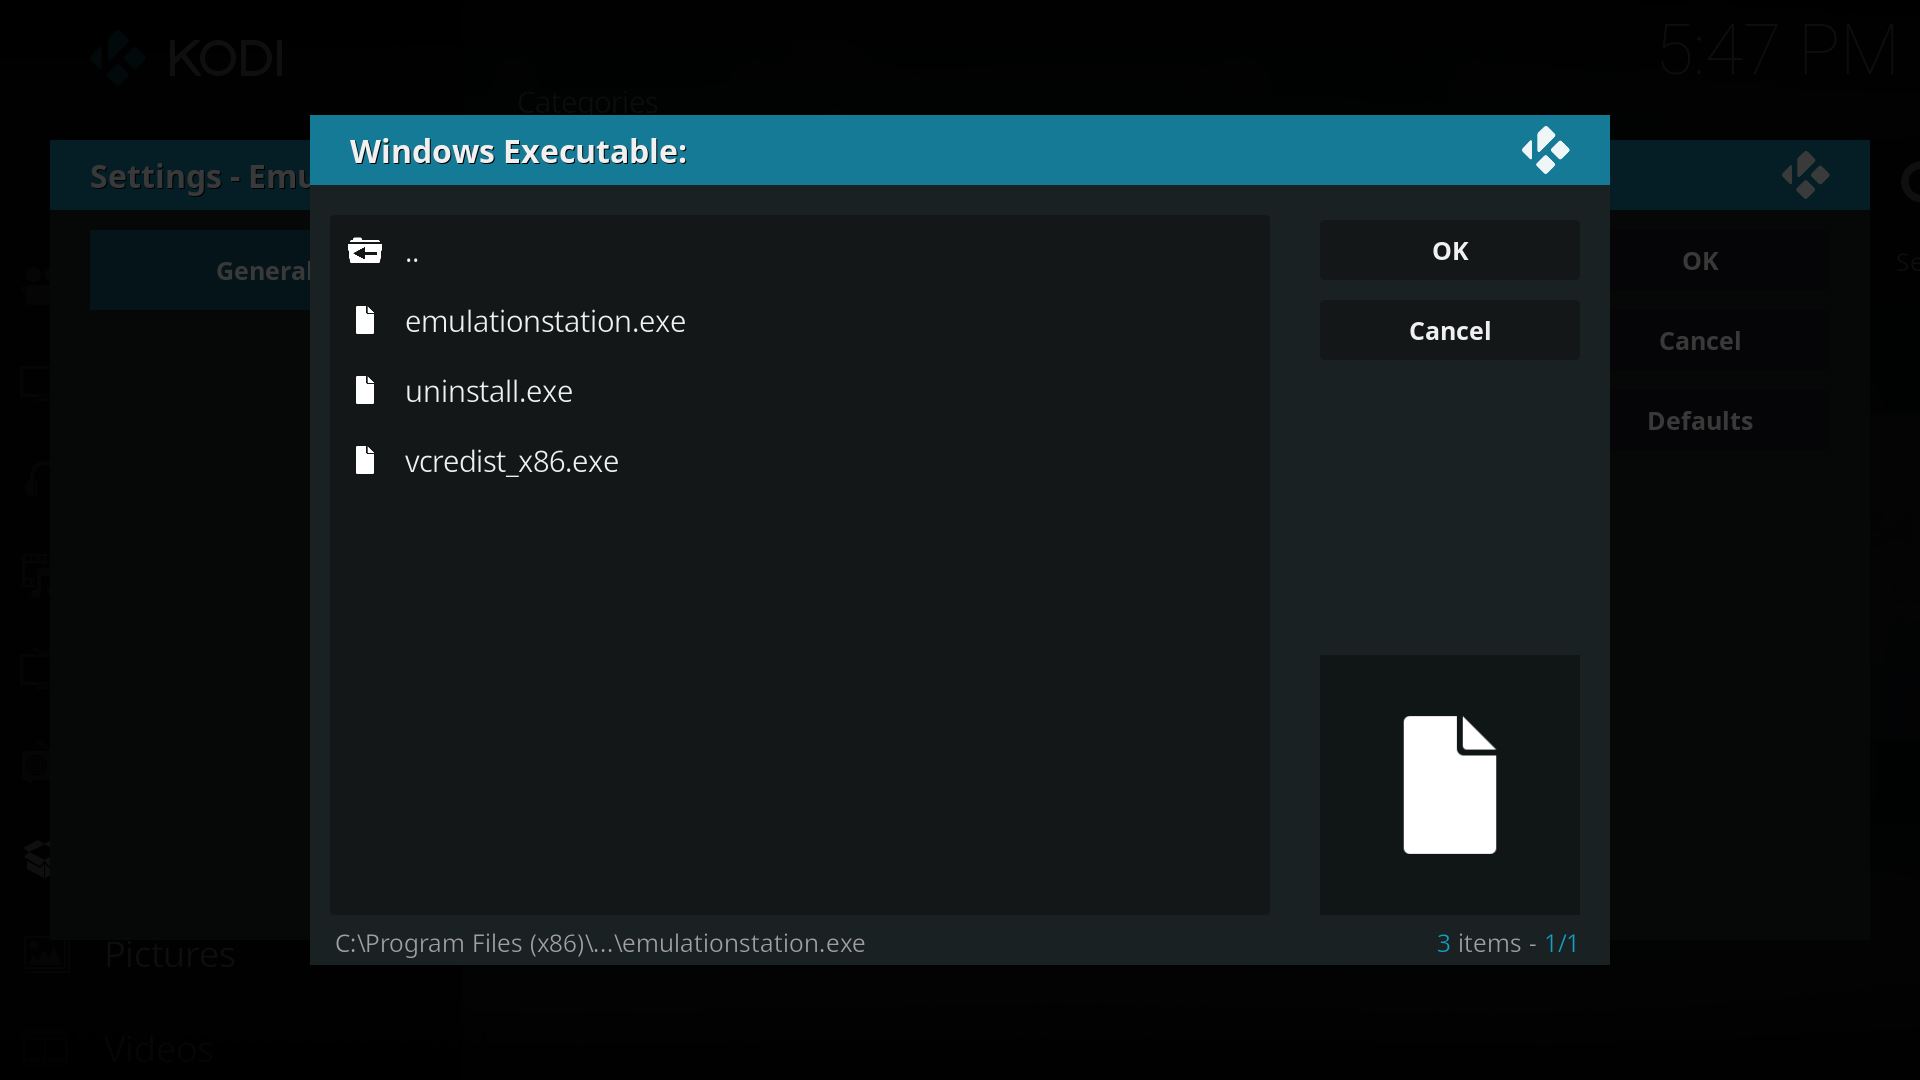 KODI
5:47 PM
Categories
Windows Executable:
Settings - Emu
General
..
emulationstation.exe
uninstall.exe
vcredist_x86.exe
OK
Cancel
OK
Se
Cancel
Defaults
C:\Program Files (x86)\...\emulationstation.exe
3 items - 1/1
Pictures
Videos